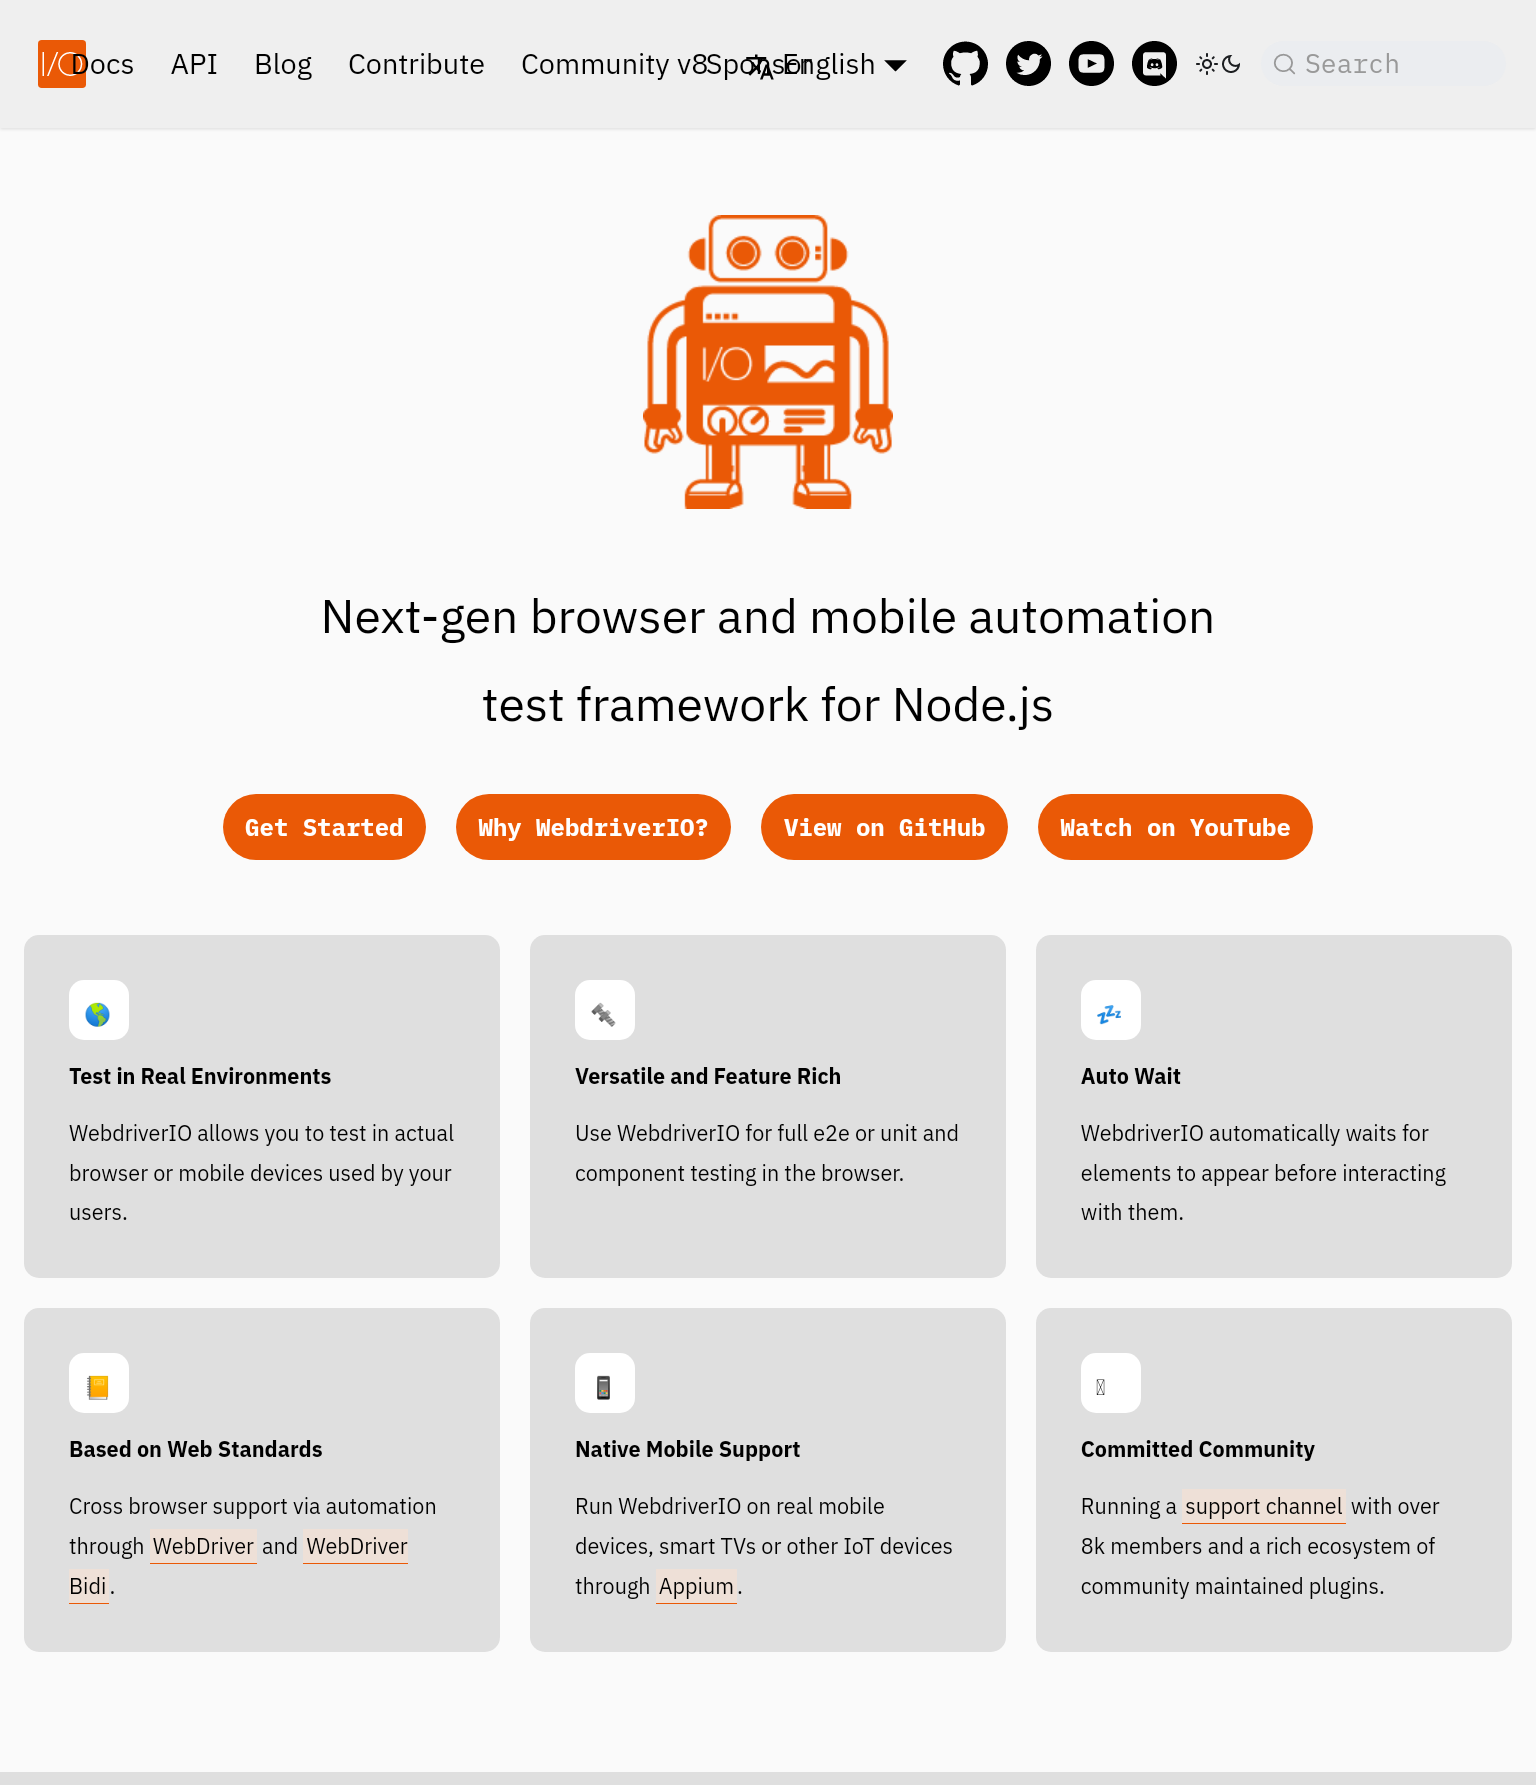 I/O Docs API Blog Contribute Community v8 Sponsor English Search
I/O
Next-gen browser and mobile automation
test framework for Node.js
Get Started Why WebdriverIO? View on GitHub Watch on YouTube
Test in Real Environments
WebdriverIO allows you to test in actual
browser or mobile devices used by your
users.
Versatile and Feature Rich
Use WebdriverIO for full e2e or unit and
component testing in the browser.
Auto Wait
WebdriverIO automatically waits for
elements to appear before interacting
with them.
Based on Web Standards
Cross browser support via automation
through WebDriver and WebDriver
Bidi.
Native Mobile Support
Run WebdriverIO on real mobile
devices, smart TVs or other IoT devices
through Appium.
Committed Community
Running a support channel with over
8k members and a rich ecosystem of
community maintained plugins.